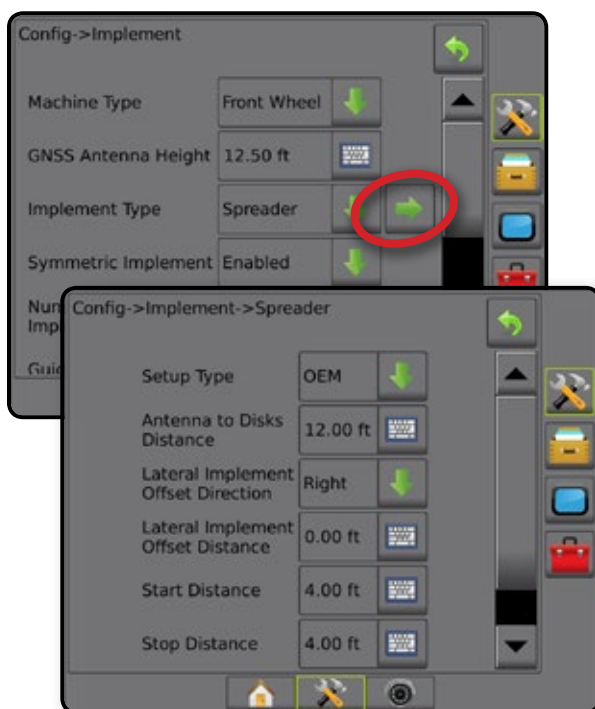 Config->Implement
Machine Type Front Wheel
GNSS Antenna Height 12.50 ft
Implement Type Spreader
Symmetric Implement Enabled
Config->Implement->Spreader
Setup Type OEM
Antenna to Disks
Distance 12.00 ft
Lateral Implement
Offset Direction Right
Lateral Implement
Offset Distance 0.00 ft
Start Distance 4.00 ft
Stop Distance 4.00 ft